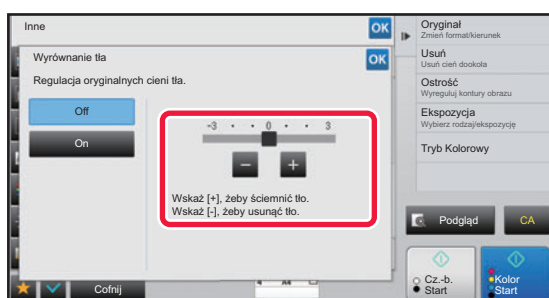 Inne
OK
Wyrównanie tła
OK
Regulacja oryginalnych cieni tła.
Off
On
-3 • • 0 • • 3
- +
Wskaż [+], żeby ściemnić tło.
Wskaż [-], żeby usunąć tło.
Cofnij
Oryginał
Zmień format/kierunek
Usuń
Usuń cień dookoła
Ostrość
Wyreguluj kontury obrazu
Ekspozycja
Wybierz rodzaj/ekspozycję
Tryb Kolorowy
Podgląd
CA
Cz.-b.
Start
Kolor
Start